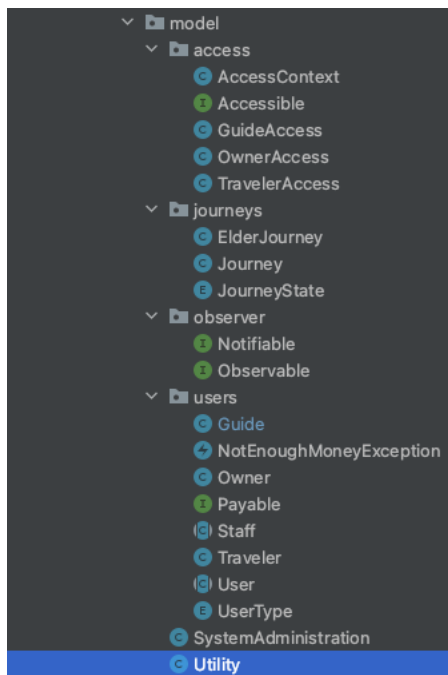 model
access
AccessContext
Accessible
GuideAccess
OwnerAccess
TravelerAccess
journeys
ElderJourney
Journey
JourneyState
observer
Notifiable
Observable
users
Guide
NotEnoughMoneyException
Owner
Payable
Staff
Traveler
User
UserType
SystemAdministration
Utility